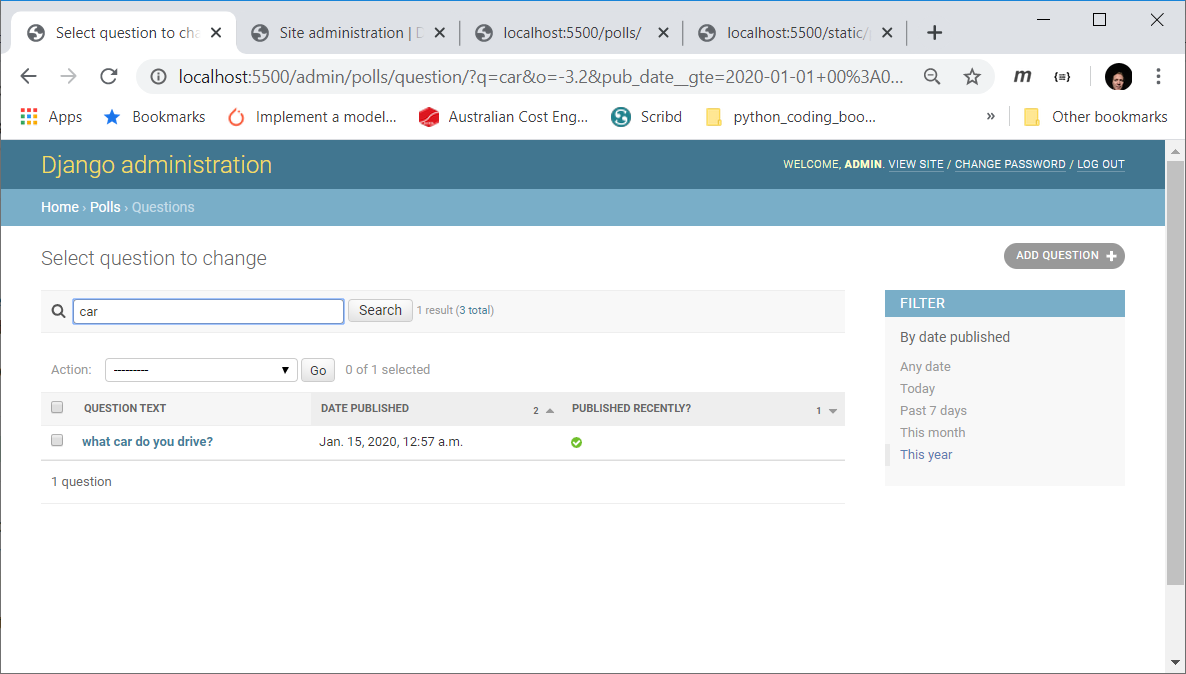 Select question to cha
Site administration | D
localhost:5500/polls/
localhost:5500/static/
localhost:5500/admin/polls/question/?q=car&o=-3.2&pub_date__gte=2020-01-01+00%3A0...
m {≡}
Apps Bookmarks Implement a model... Australian Cost Eng... Scribd python_coding_boo... » Other bookmarks
Django administration
WELCOME, ADMIN. VIEW SITE / CHANGE PASSWORD / LOG OUT
Home › Polls › Questions
Select question to change
ADD QUESTION +
car Search 1 result (3 total)
Action: --------- Go 0 of 1 selected
QUESTION TEXT DATE PUBLISHED 2 PUBLISHED RECENTLY? 1
what car do you drive? Jan. 15, 2020, 12:57 a.m.
1 question
FILTER
By date published
Any date
Today
Past 7 days
This month
This year